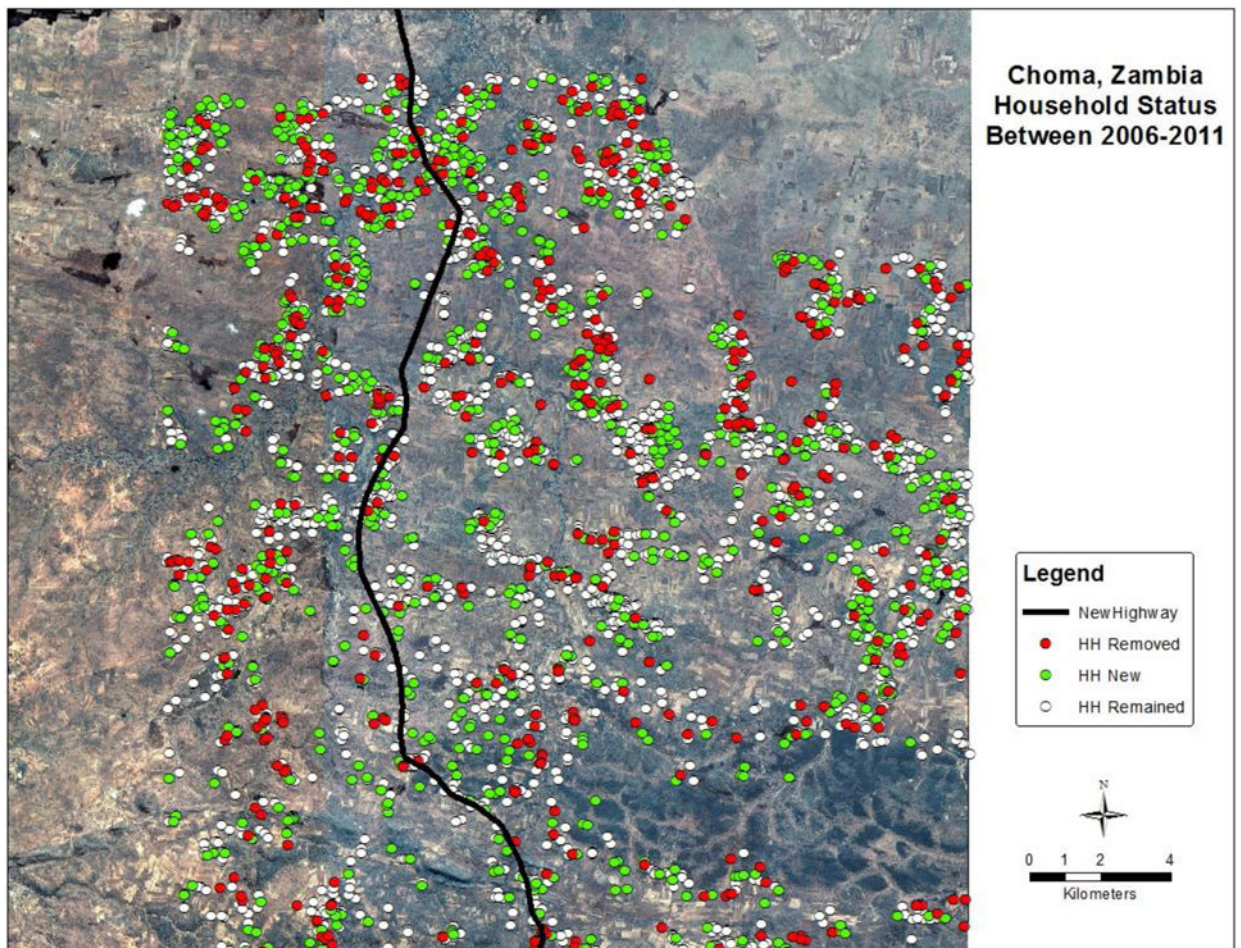 Choma, Zambia
Household Status
Between 2006-2011
Legend
NewHighway
HH Removed
HH New
HH Remained
N
0 1 2 4
Kilometers